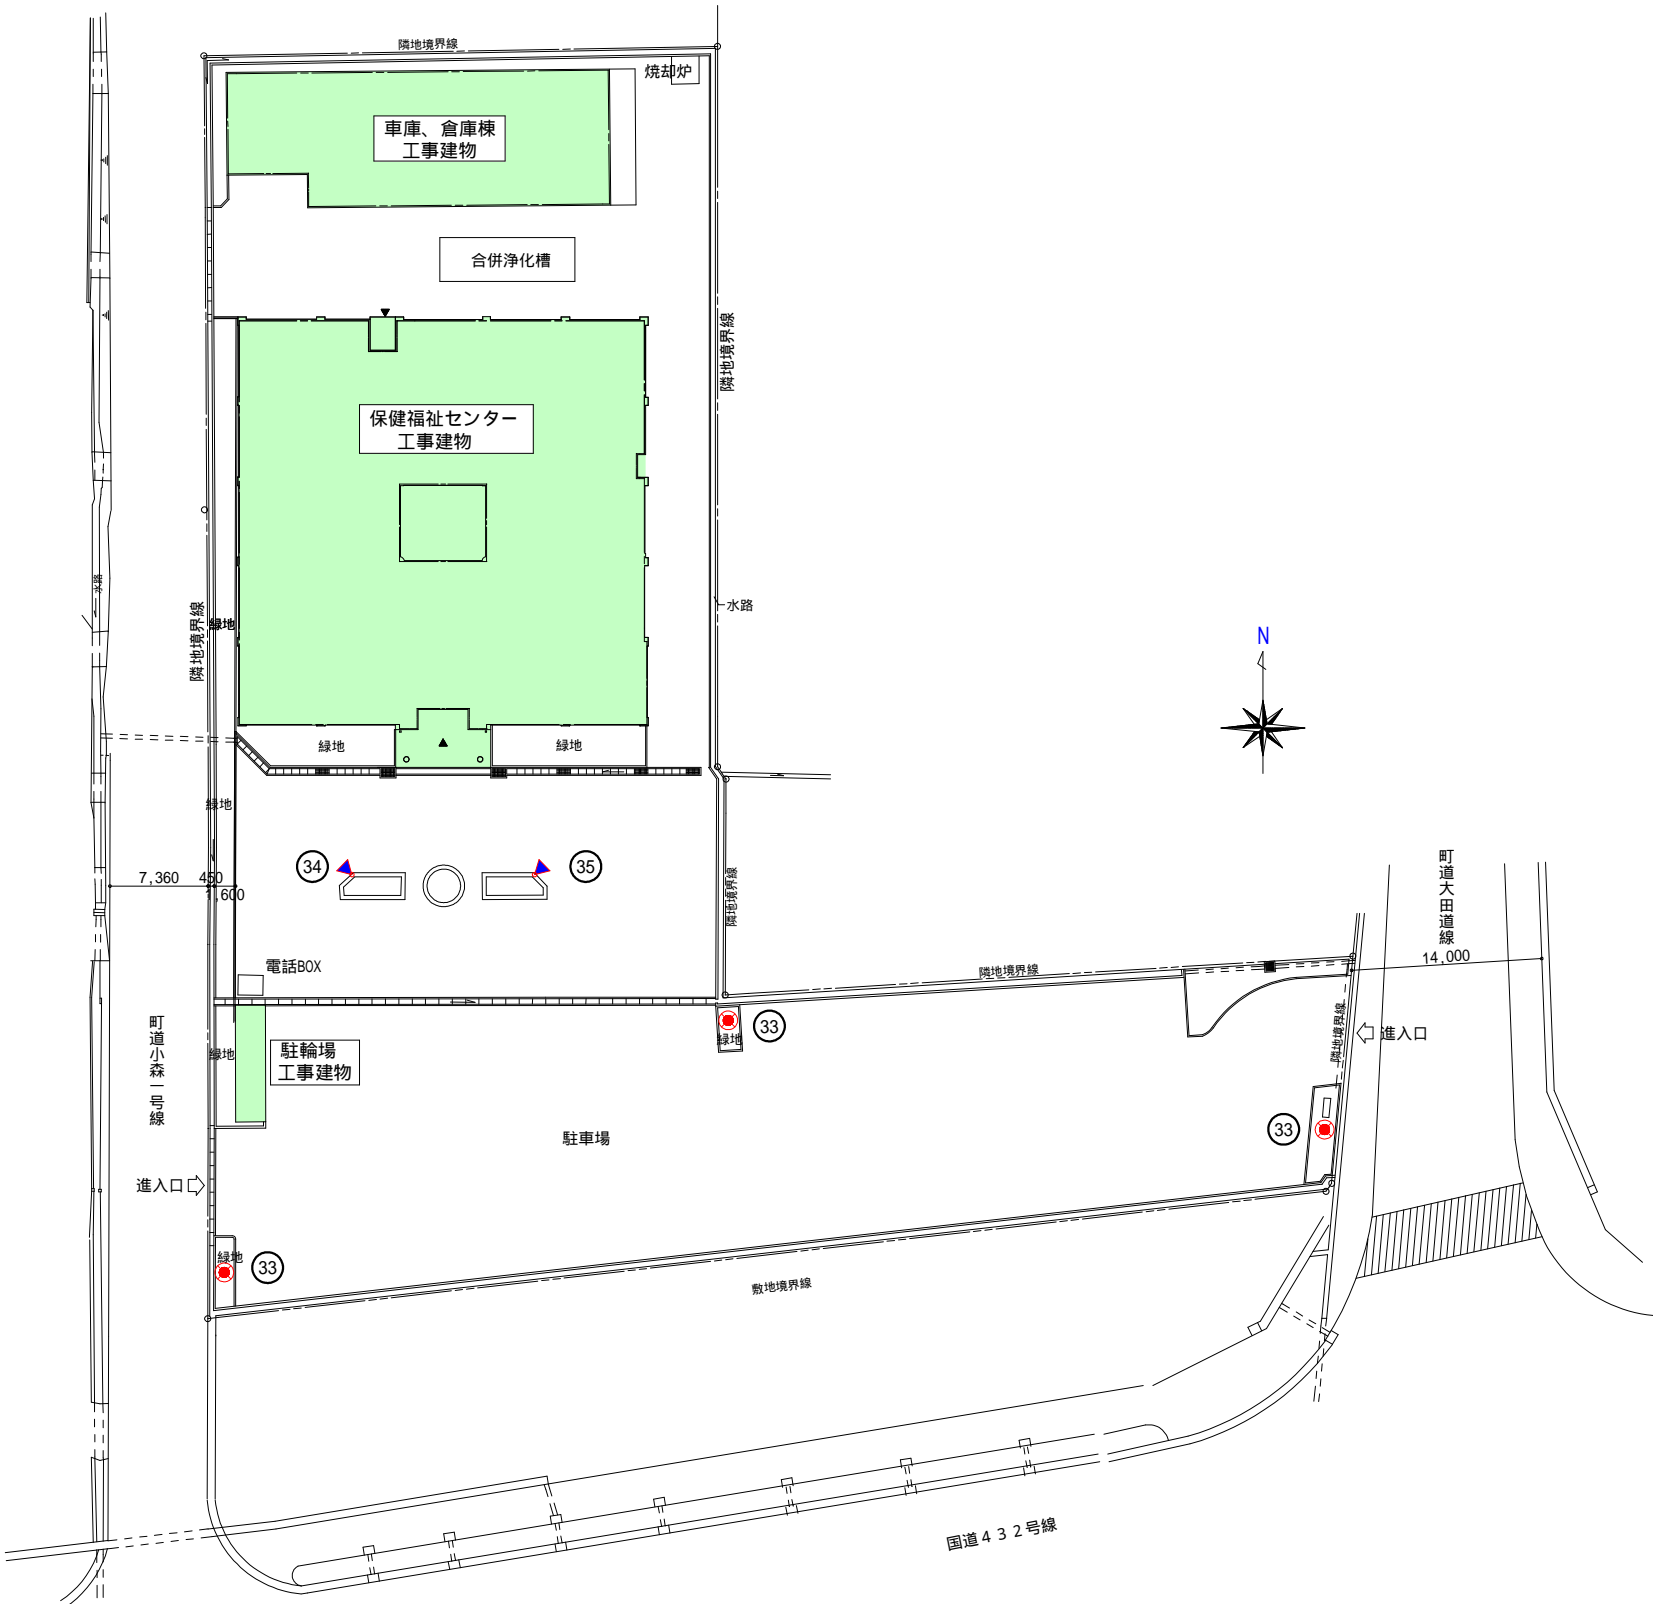 隣地境界線
焼却炉
車庫、倉庫棟
工事建物
合併浄化槽
隣地境界線
保健福祉センター
工事建物
水路
水路
隣地境界線
緑地
N
緑地
緑地
緑地
34
35
7,360
450
1,600
隣地境界線
町道大田道線
14,000
電話BOX
隣地境界線
町道小森一号線
緑地
駐輪場
工事建物
緑地
33
隣地境界線
進入口
駐車場
33
進入口
緑地
33
敷地境界線
国道432号線